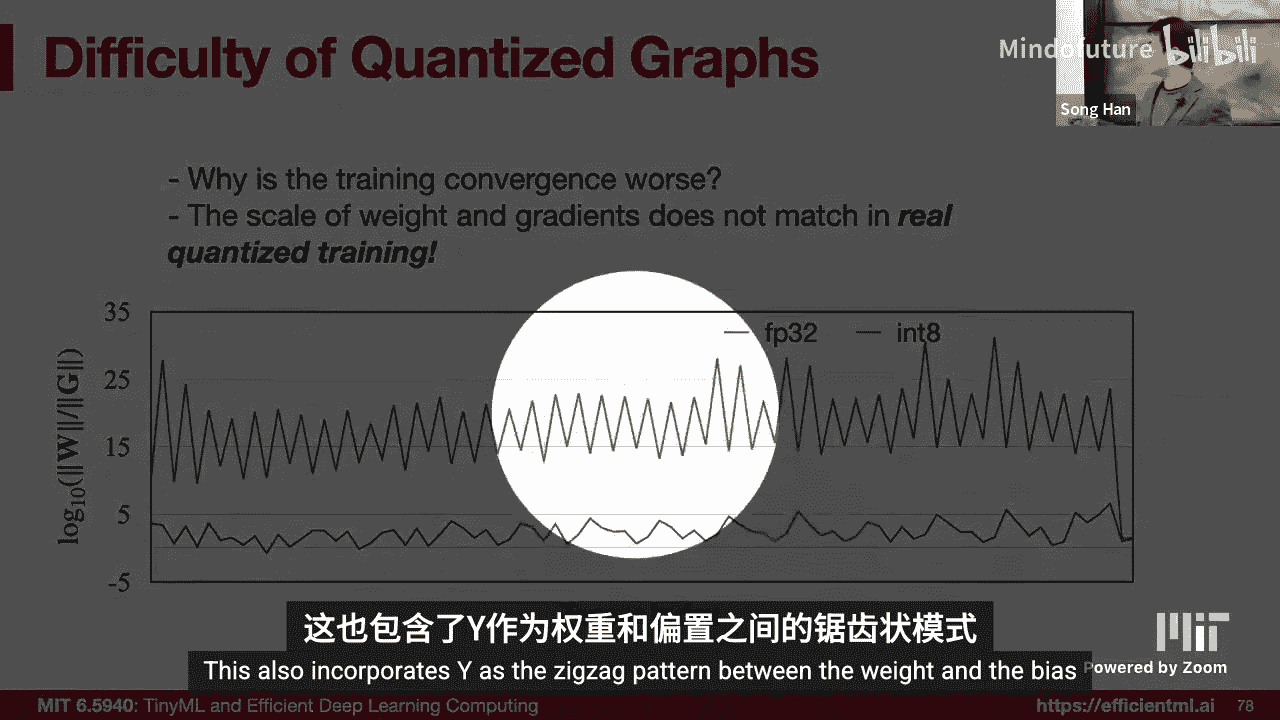 Difficulty of Quantized Graphs
Mindofuture bilibili
Song Han
- Why is the training convergence worse?
- The scale of weight and gradients does not match in real
quantized training!
35
25
15
5
-5
log10(||W||/||G||)
fp32
int8
这也包含了Y作为权重和偏置之间的锯齿状模式
This also incorporates Y as the zigzag pattern between the weight and the bias
MIT
Powered by Zoom
MIT 6.5940: TinyML and Efficient Deep Learning Computing
https://efficientml.ai
78